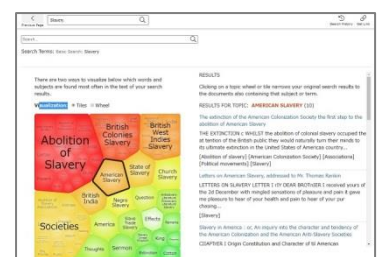 Previous Page
Slavery
Search History
Get Link
Search...
Search Terms: Basic Search: Slavery
There are two ways to visualize below which words and
subjects are found most often in the text of your search
results.
Visualization: Tiles Wheel
Abolition
of
Slavery
British
Colonies
Slavery
British
West
Indies
Slavery
American
Slavery
State of
Slavery
Church
Slavery
British
India
Negro
Slavery
Question
Societies
America
Slave
Trade
Slavery
Effects
Thoughts
Sermon
King
RESULTS
Clicking on a topic wheel or tile narrows your original search results to
the documents also containing that subject or term.
RESULTS FOR TOPIC: AMERICAN SLAVERY (10)
The extinction of the American Colonization Society the first step to the
abolition of American Slavery
THE EXTINCTION &c WHILST the abolition of colonial slavery occupied the
at tention of the British public they would naturally turn their minds to
its ultimate extinction in the United States of American country...
[Abolition of slavery] [American Colonization Society] [Associations]
[Political movements] [Slavery]
Letters on American Slavery, addressed to Mr. Thomas Rankin
LETTERS ON SLAVERY LETTER I DEAR BROTHER I received yours of
the 2d December with mingled sensations of pleasure and pain it gave
me pleasure to hear of your health and pain to hear of your pur
chasing...
[Slavery]
Slavery in America : or, An inquiry into the character and tendency of
the American Colonization and the American Anti-Slavery Societies
CHAPTER I Origin Constitution and Character of